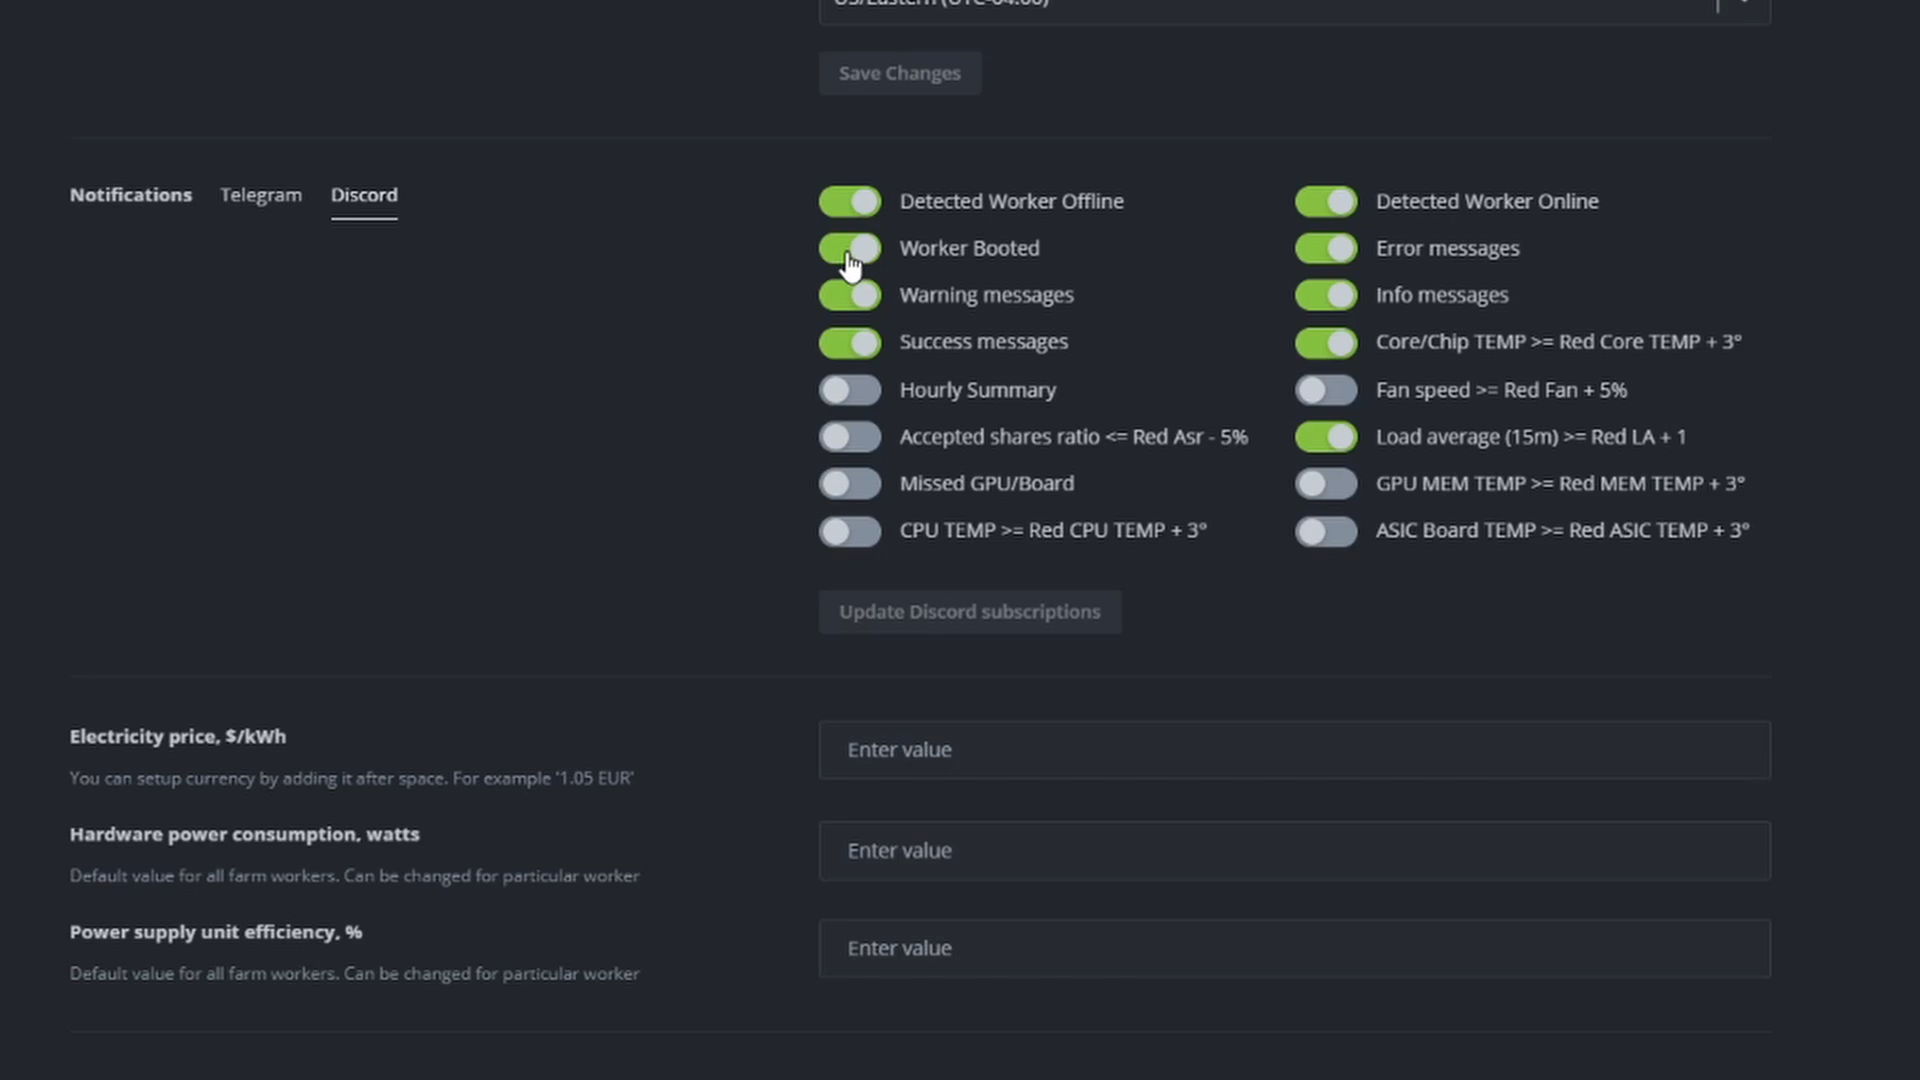 US/Eastern (UTC-04:00)
Save Changes
Notifications Telegram Discord
Detected Worker Offline
Detected Worker Online
Worker Booted
Error messages
Warning messages
Info messages
Success messages
Core/Chip TEMP >= Red Core TEMP + 3°
Hourly Summary
Fan speed >= Red Fan + 5%
Accepted shares ratio <= Red Asr - 5%
Load average (15m) >= Red LA + 1
Missed GPU/Board
GPU MEM TEMP >= Red MEM TEMP + 3°
CPU TEMP >= Red CPU TEMP + 3°
ASIC Board TEMP >= Red ASIC TEMP + 3°
Update Discord subscriptions
Electricity price, $/kWh
Enter value
You can setup currency by adding it after space. For example '1.05 EUR'
Hardware power consumption, watts
Enter value
Default value for all farm workers. Can be changed for particular worker
Power supply unit efficiency, %
Enter value
Default value for all farm workers. Can be changed for particular worker